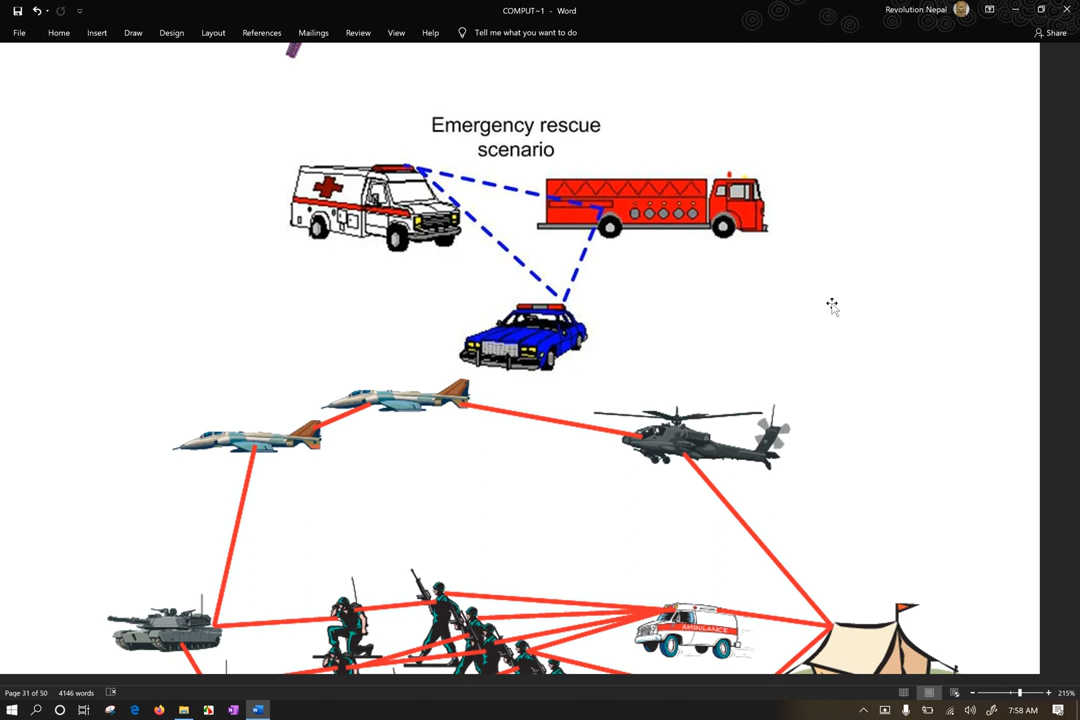 COMPUT~1 - Word
Revolution Nepal
File Home Insert Draw Design Layout References Mailings Review View Help Tell me what you want to do
Share
Emergency rescue
scenario
AMBULANCE
Page 31 of 50 4146 words
215%
7:58 AM